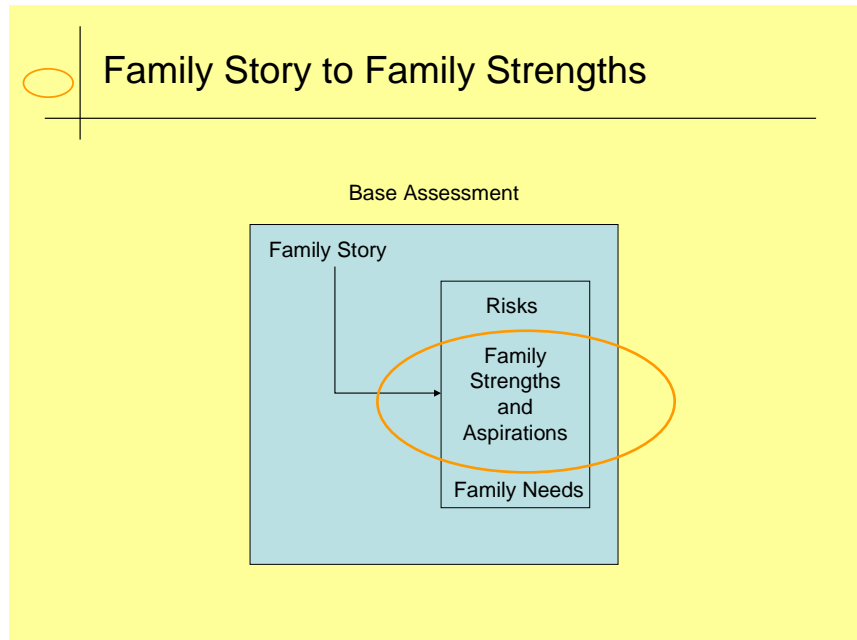 Family Story to Family Strengths
Base Assessment
Family Story
Risks
Family
Strengths
and
Aspirations
Family Needs